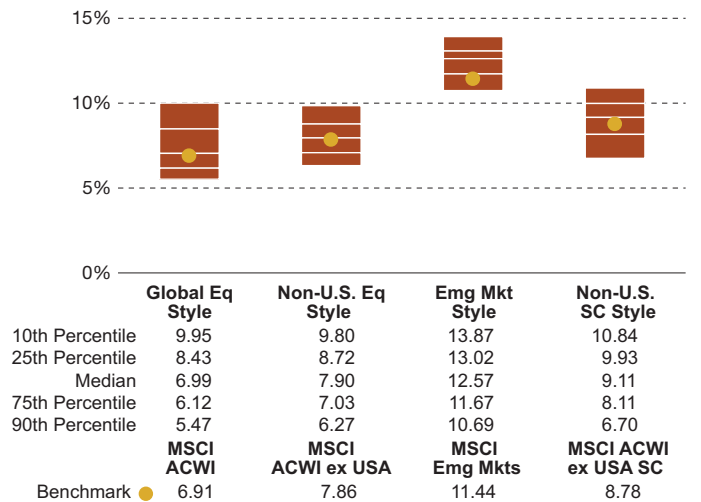 15%
10%
5%
0%
Global Eq Style Non-U.S. Eq Style Emg Mkt Style Non-U.S. SC Style
10th Percentile 9.95 9.80 13.87 10.84
25th Percentile 8.43 8.72 13.02 9.93
Median 6.99 7.90 12.57 9.11
75th Percentile 6.12 7.03 11.67 8.11
90th Percentile 5.47 6.27 10.69 6.70
MSCI ACWI MSCI ACWI ex USA MSCI Emg Mkts MSCI ACWI ex USA SC
Benchmark 6.91 7.86 11.44 8.78